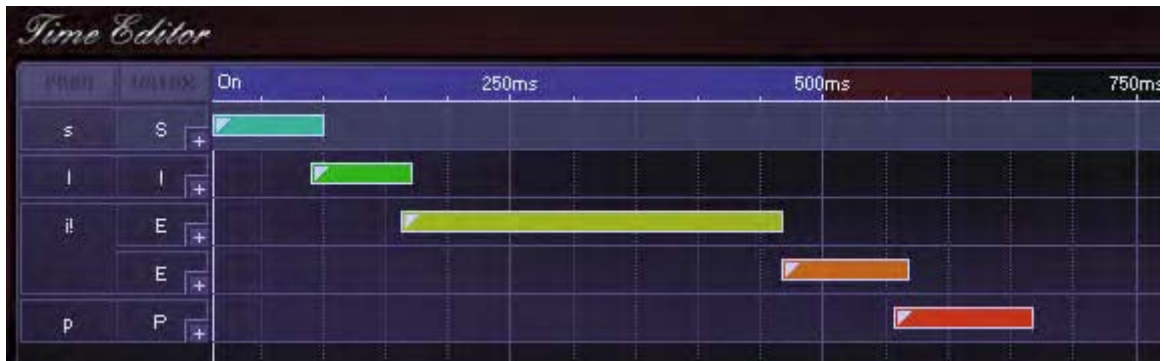 Time Editor
On 250ms 500ms 750ms
s S +
l l +
i! E +
E +
p P +